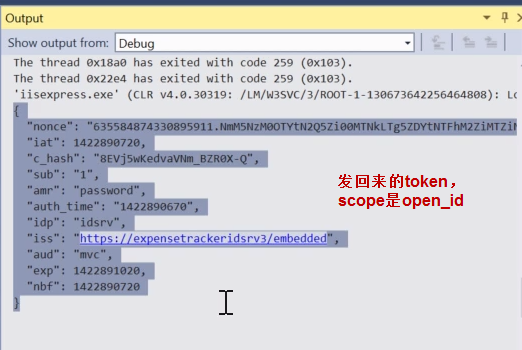 Output
Show output from: Debug
The thread 0x18a0 has exited with code 259 (0x103).
The thread 0x22e4 has exited with code 259 (0x103).
'iisexpress.exe' (CLR v4.0.30319: /LM/W3SVC/3/ROOT-1-130673642256464808): Lo
{
"nonce": "635584874330895911.NmM5NzM0OTYtN2Q5Zi00MTNkLTg5ZDYtNTFhM2ZiMTZiN
"iat": 1422890720,
"c_hash": "8EVj5wKedvaVNm_BZR0X-Q",
"sub": "1",
"amr": "password",
"auth_time": "1422890670",
"idp": "idsrv",
"iss": "https://expensetrackeridsrv3/embedded",
"aud": "mvc",
"exp": 1422891020,
"nbf": 1422890720
}
发回来的token，
scope是open_id